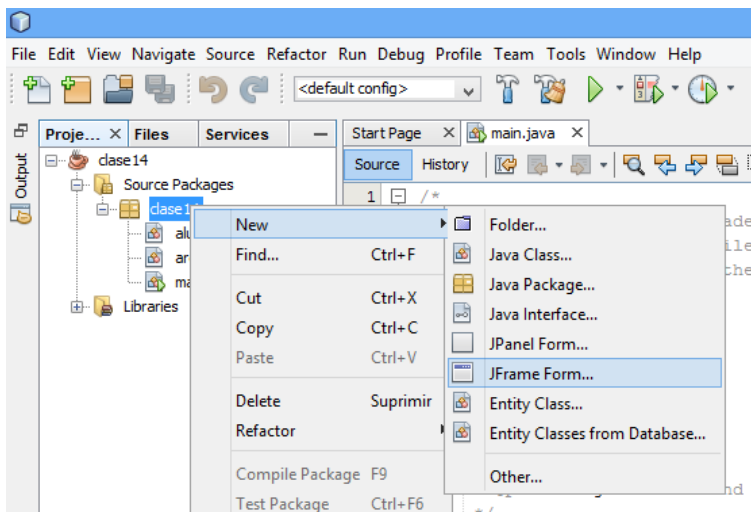 File Edit View Navigate Source Refactor Run Debug Profile Team Tools Window Help
<default config>
Proje... Files Services
Start Page main.java
Output
clase14
Source History
Source Packages
1 /*
New
Folder...
Find... Ctrl+F
Java Class...
Java Package...
Cut Ctrl+X
Java Interface...
Libraries
Copy Ctrl+C
JPanel Form...
Paste Ctrl+V
JFrame Form...
Delete Suprimir
Entity Class...
Refactor
Entity Classes from Database...
Compile Package F9
Other...
Test Package Ctrl+F6
*/